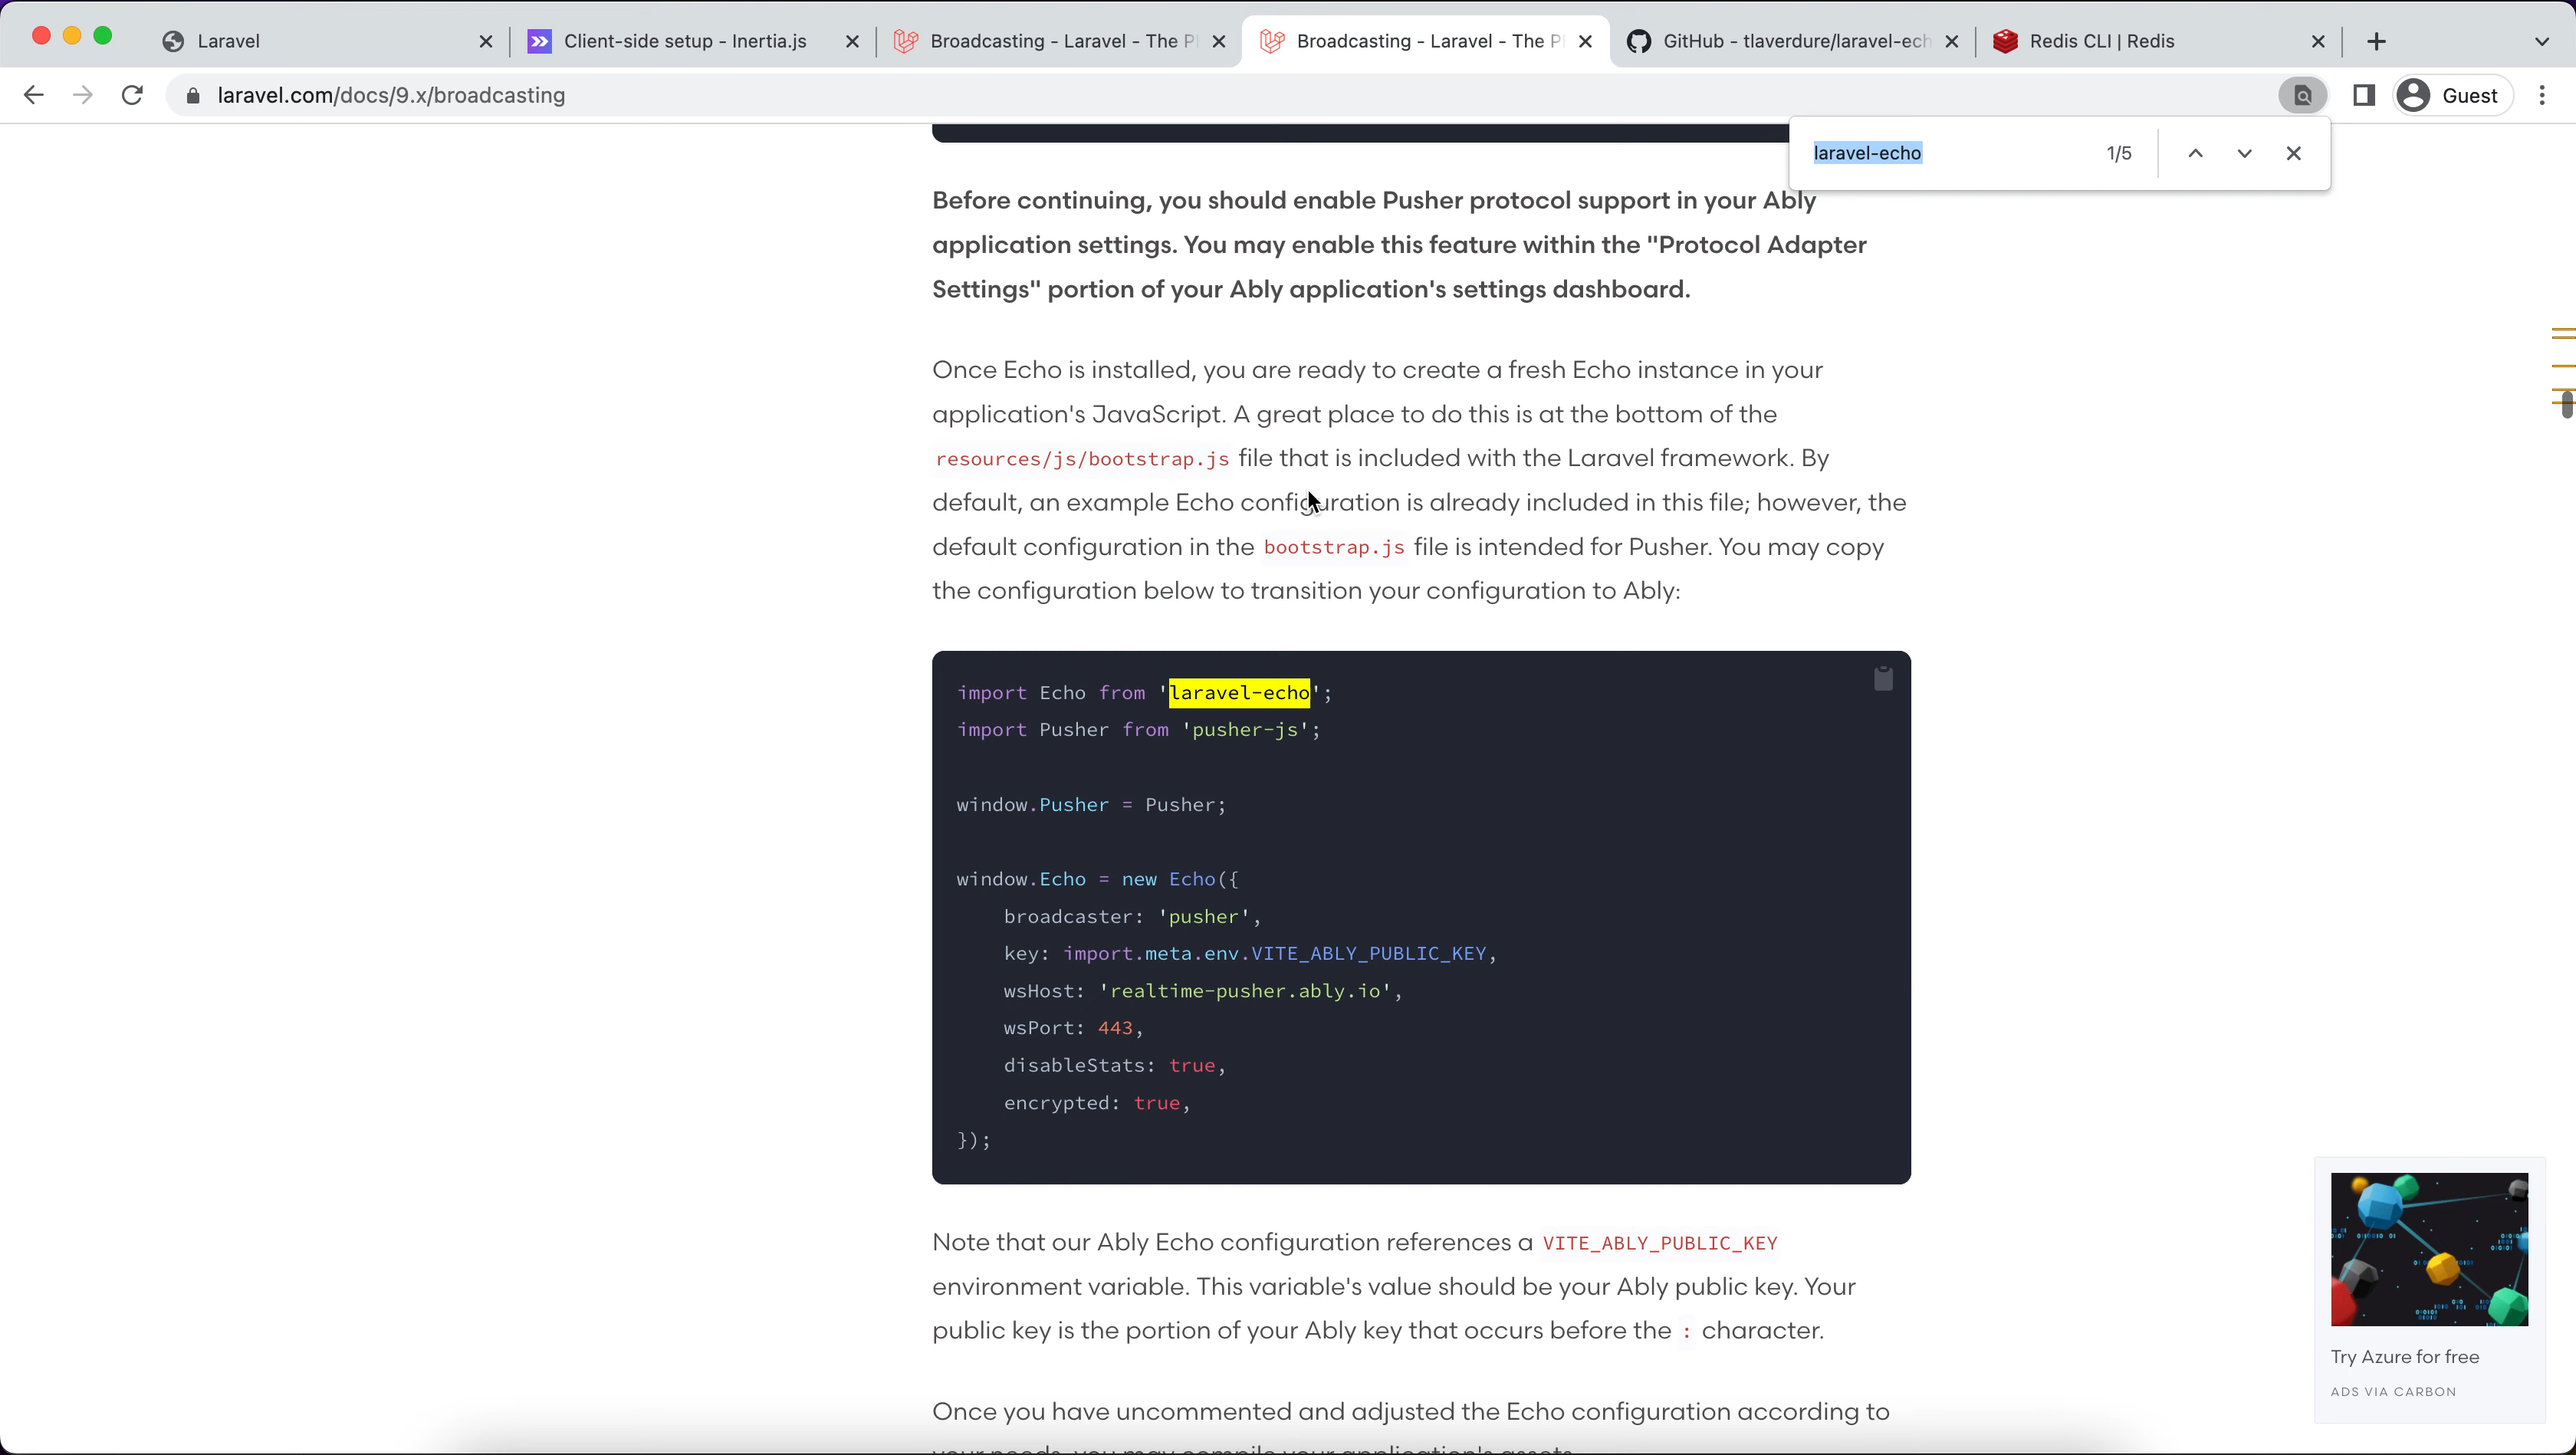 Laravel
Client-side setup - Inertia.js
Broadcasting - Laravel - The P
Broadcasting - Laravel - The P
GitHub - tlaverdure/laravel-ech
Redis CLI | Redis
laravel.com/docs/9.x/broadcasting
Guest
laravel-echo
1/5
Before continuing, you should enable Pusher protocol support in your Ably
application settings. You may enable this feature within the "Protocol Adapter
Settings" portion of your Ably application's settings dashboard.
Once Echo is installed, you are ready to create a fresh Echo instance in your
application's JavaScript. A great place to do this is at the bottom of the
resources/js/bootstrap.js file that is included with the Laravel framework. By
default, an example Echo configuration is already included in this file; however, the
default configuration in the bootstrap.js file is intended for Pusher. You may copy
the configuration below to transition your configuration to Ably:
import Echo from 'laravel-echo';
import Pusher from 'pusher-js';
window.Pusher = Pusher;
window.Echo = new Echo({
broadcaster: 'pusher',
key: import.meta.env.VITE_ABLY_PUBLIC_KEY,
wsHost: 'realtime-pusher.ably.io',
wsPort: 443,
disableStats: true,
encrypted: true,
});
Note that our Ably Echo configuration references a VITE_ABLY_PUBLIC_KEY
environment variable. This variable's value should be your Ably public key. Your
public key is the portion of your Ably key that occurs before the : character.
Once you have uncommented and adjusted the Echo configuration according to
your needs, you may compile your application's assets
Try Azure for free
ADS VIA CARBON